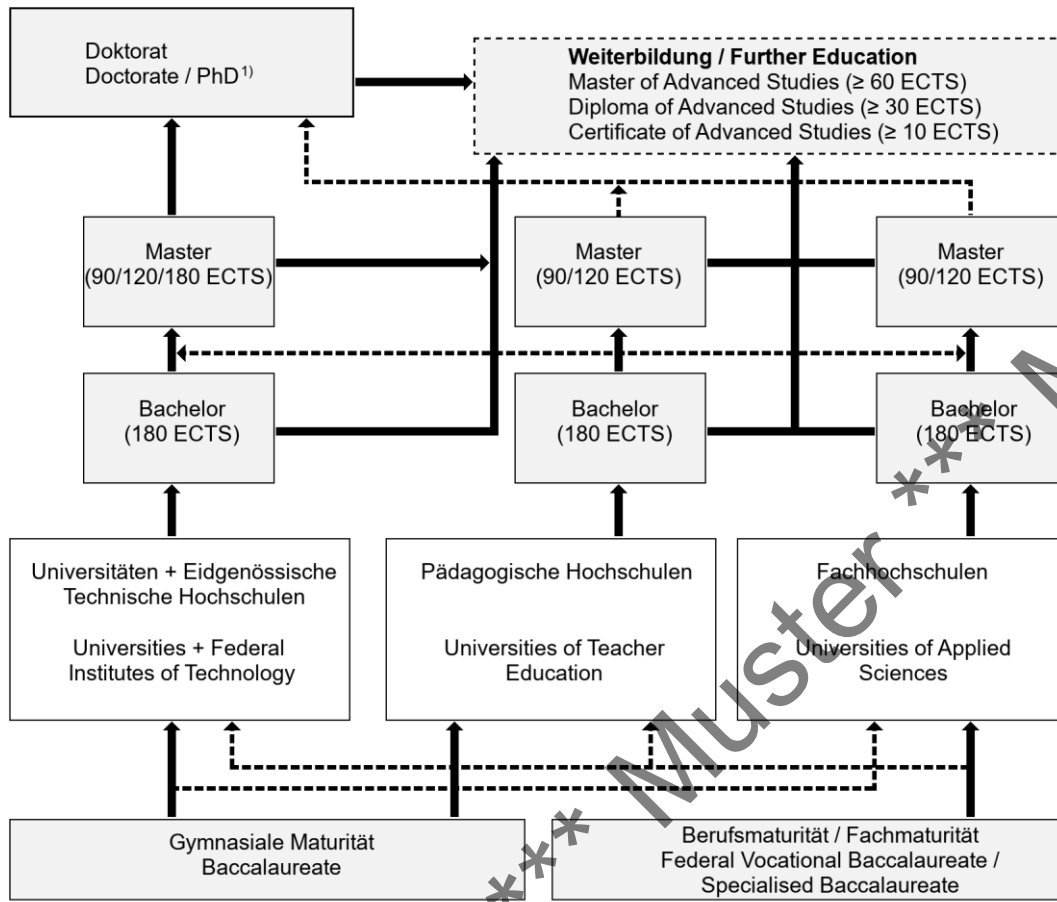 Doktorat
Doctorate / PhD1)
Weiterbildung / Further Education
Master of Advanced Studies (≥ 60 ECTS)
Diploma of Advanced Studies (≥ 30 ECTS)
Certificate of Advanced Studies (≥ 10 ECTS)
Master
(90/120/180 ECTS)
Master
(90/120 ECTS)
Master
(90/120 ECTS)
Bachelor
(180 ECTS)
Bachelor
(180 ECTS)
Bachelor
(180 ECTS)
Universitäten + Eidgenössische
Technische Hochschulen
Universities + Federal
Institutes of Technology
Pädagogische Hochschulen
Universities of Teacher
Education
Fachhochschulen
Universities of Applied
Sciences
Gymnasiale Maturität
Baccalaureate
Berufsmaturität / Fachmaturität
Federal Vocational Baccalaureate /
Specialised Baccalaureate
*** Muster *** M